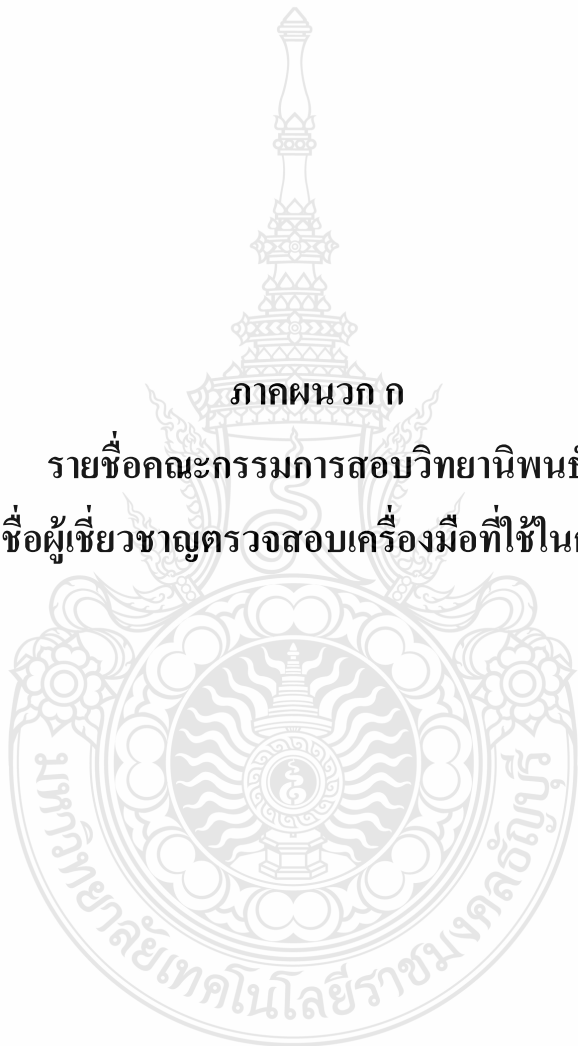 ภาคผนวก ก
รายชื่อคณะกรรมการสอบวิทยานิพนธ์
ชื่อผู้เชี่ยวชาญตรวจสอบเครื่องมือที่ใช้ใน
มหาวิทยาลัยเทคโนโลยีราชมงคลธัญบุรี